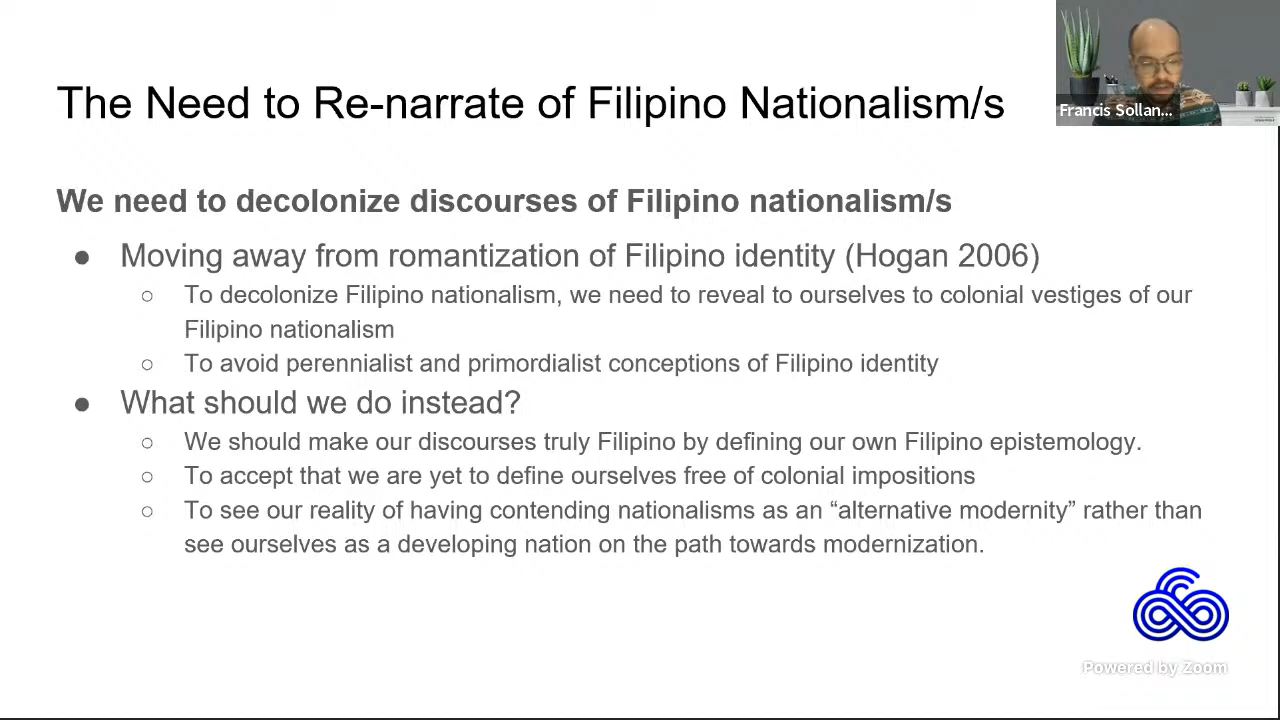 The Need to Re-narrate of Filipino Nationalism/s
Francis Sollan...
We need to decolonize discourses of Filipino nationalism/s
● Moving away from romantization of Filipino identity (Hogan 2006)
○ To decolonize Filipino nationalism, we need to reveal to ourselves to colonial vestiges of our
Filipino nationalism
○ To avoid perennialist and primordialist conceptions of Filipino identity
● What should we do instead?
○ We should make our discourses truly Filipino by defining our own Filipino epistemology.
○ To accept that we are yet to define ourselves free of colonial impositions
○ To see our reality of having contending nationalisms as an “alternative modernity” rather than
see ourselves as a developing nation on the path towards modernization.
Powered by Zoom